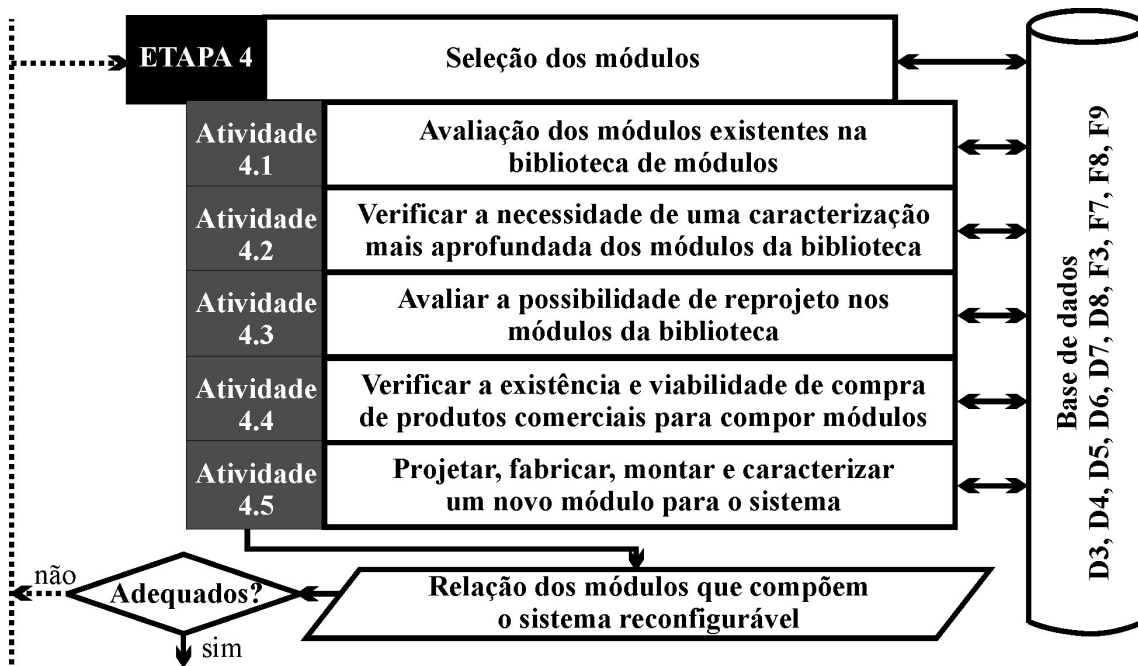 ETAPA 4
Seleção dos módulos
Atividade
4.1
Avaliação dos módulos existentes na
biblioteca de módulos
Atividade
4.2
Verificar a necessidade de uma caracterização
mais aprofundada dos módulos da biblioteca
Atividade
4.3
Avaliar a possibilidade de reprojeto nos
módulos da biblioteca
Atividade
4.4
Verificar a existência e viabilidade de compra
de produtos comerciais para compor módulos
Atividade
4.5
Projetar, fabricar, montar e caracterizar
um novo módulo para o sistema
Base de dados
D3, D4, D5, D6, D7, D8, F3, F7, F8, F9
Relação dos módulos que compõem
o sistema reconfigurável
Adequados?
não
sim